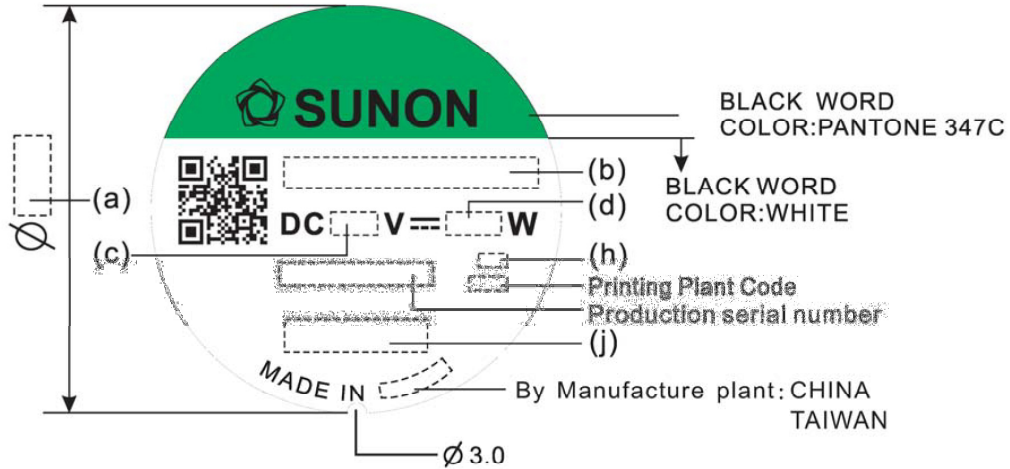 SUNON
BLACK WORD
COLOR:PANTONE 347C
BLACK WORD
COLOR:WHITE
(a)
Ø
(b)
DC V W
(d)
(c)
(h)
Printing Plant Code
Production serial number
(j)
MADE IN
By Manufacture plant: CHINA
TAIWAN
Ø 3.0